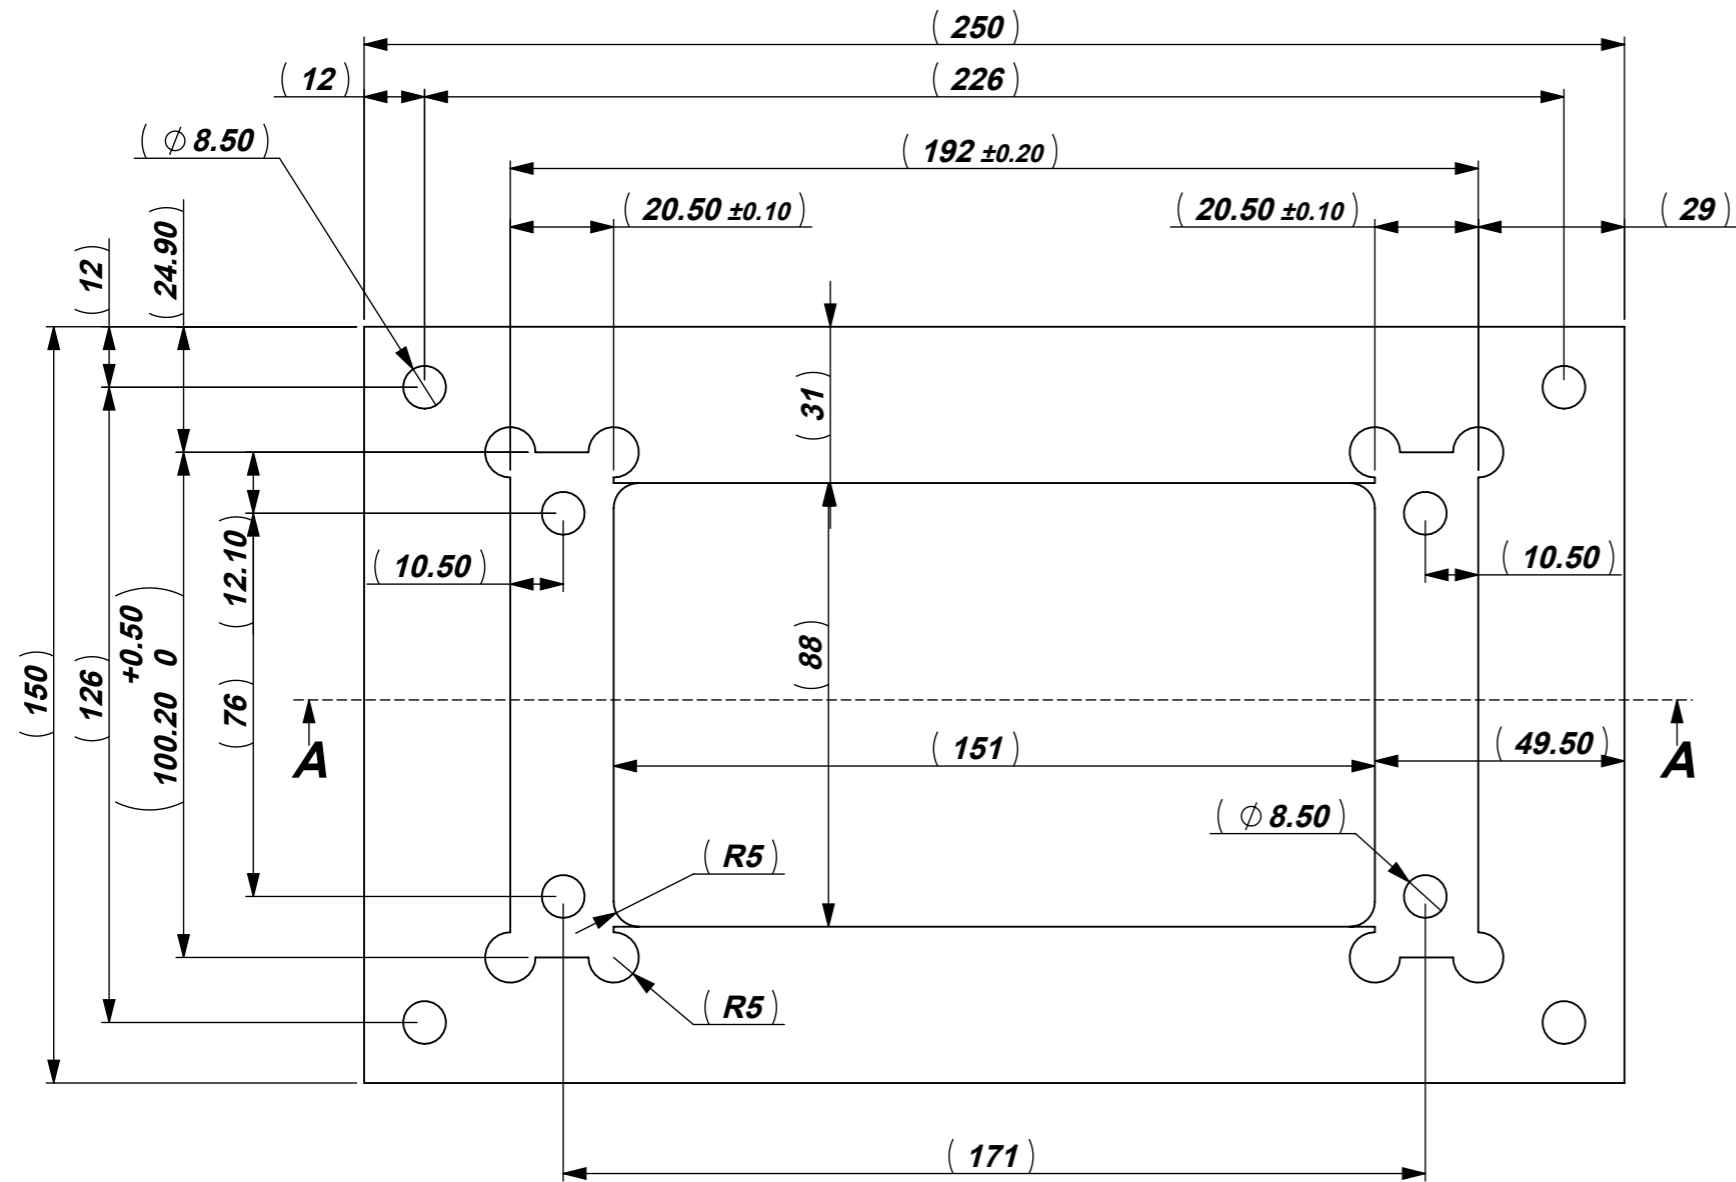 ( 250 )
( 12 )
( 226 )
( ⌀ 8.50 )
( 192 ±0.20 )
( 20.50 ±0.10 )
( 20.50 ±0.10 )
( 29 )
( 24.90 )
( 12 )
( 31 )
( 10.50 )
( 10.50 )
( 12.10 )
( 100.20 +0.50 0 )
( 88 )
( 150 )
( 126 )
( 76 )
A
( 151 )
( 49.50 )
A
( ⌀ 8.50 )
( R5 )
( R5 )
( 171 )